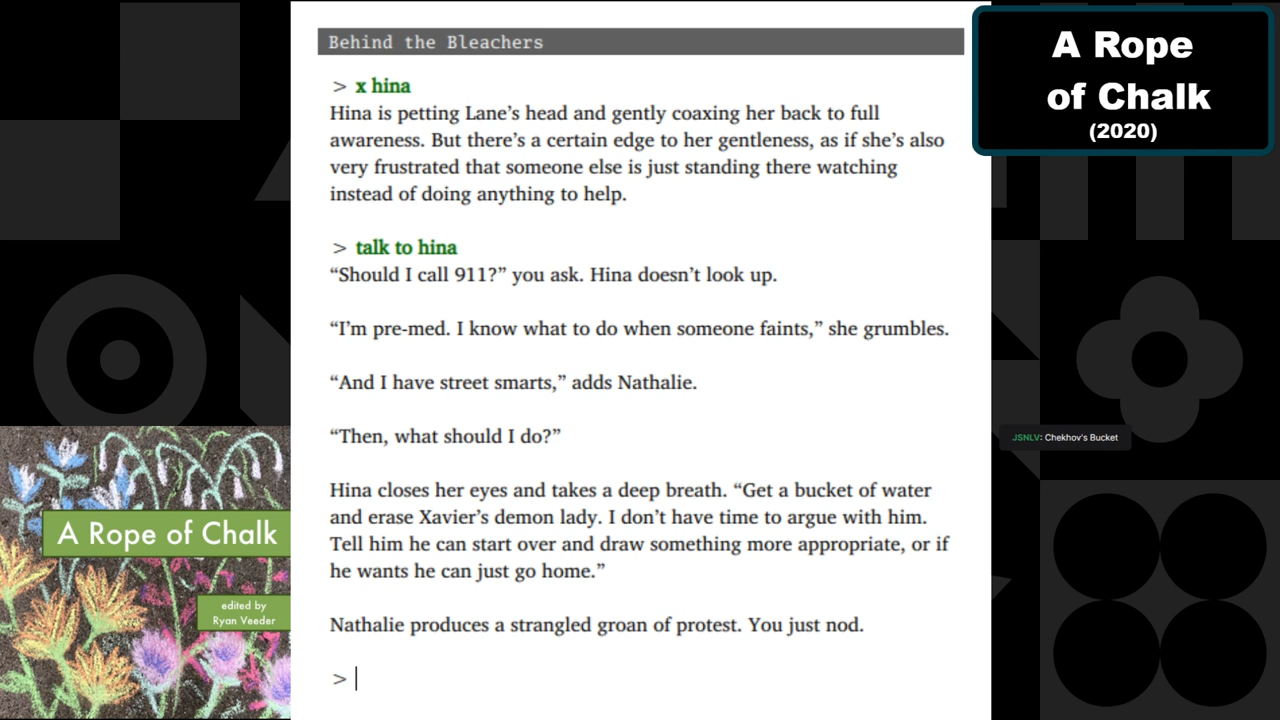 Behind the Bleachers
> x hina
Hina is petting Lane’s head and gently coaxing her back to full
awareness. But there’s a certain edge to her gentleness, as if she’s also
very frustrated that someone else is just standing there watching
instead of doing anything to help.
> talk to hina
“Should I call 911?” you ask. Hina doesn’t look up.
“I’m pre-med. I know what to do when someone faints,” she grumbles.
“And I have street smarts,” adds Nathalie.
“Then, what should I do?”
Hina closes her eyes and takes a deep breath. “Get a bucket of water
and erase Xavier’s demon lady. I don’t have time to argue with him.
Tell him he can start over and draw something more appropriate, or if
he wants he can just go home.”
Nathalie produces a strangled groan of protest. You just nod.
>
A Rope
of Chalk
(2020)
JSNLV: Chekhov's Bucket
A Rope of Chalk
edited by
Ryan Veeder